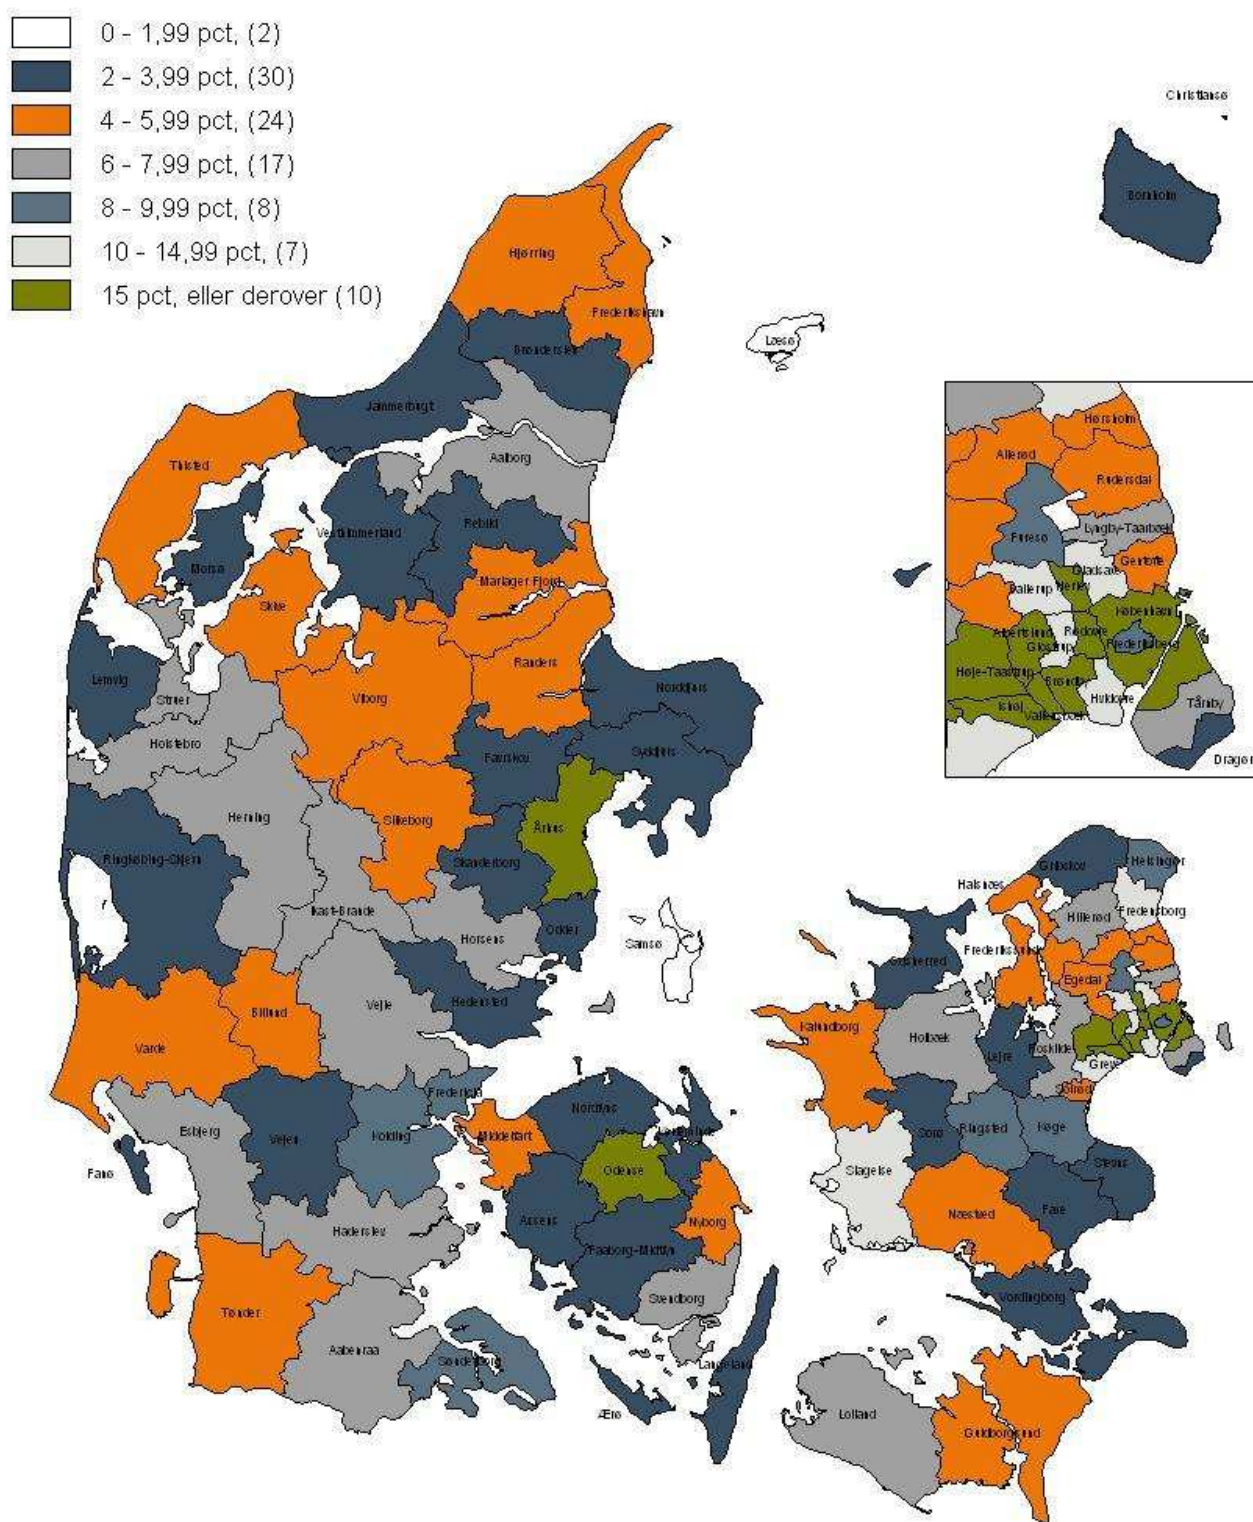 0 - 1,99 pct, (2)
2 - 3,99 pct, (30)
4 - 5,99 pct, (24)
6 - 7,99 pct, (17)
8 - 9,99 pct, (8)
10 - 14,99 pct, (7)
15 pct, eller derover (10)
Christiansø
Bornholm
Hjørring
Frederikshavn
Læsø
Brønderslev
Jammerbugt
Thisted
Aalborg
Vesthimmerland
Rebild
Morsø
Mariager Fjord
Skive
Randers
Viborg
Lemvig
Struer
Holstebro
Norddjurs
Syddjurs
Favrskov
Herning
Silkeborg
Århus
Ringkøbing-Skjern
Skanderborg
Ikast-Brande
Horsens
Odder
Samsø
Hedensted
Vejle
Billund
Varde
Esbjerg
Vejen
Kolding
Fredericia
Fanø
Haderslev
Tønder
Aabenraa
Sønderborg
Middelfart
Nordfyns
Kerteminde
Odense
Assens
Nyborg
Faaborg-Midtfyn
Svendborg
Langeland
Ærø
Hørsholm
Allerød
Rudersdal
Furesø
Lyngby-Taarbæk
Gentofte
Gladsaxe
Ballerup
Herlev
København
Albertslund
Rødovre
Glostrup
Frederiksberg
Høje-Taastrup
Brøndby
Ishøj
Vallensbæk
Hvidovre
Tårnby
Dragør
Gribskov
Helsingør
Halsnæs
Hillerød
Fredensborg
Frederikssund
Odsherred
Egedal
Kalundborg
Holbæk
Lejre
Roskilde
Greve
Solrød
Sorø
Ringsted
Køge
Stevns
Slagelse
Næstved
Faxe
Vordingborg
Lolland
Guldborgsund